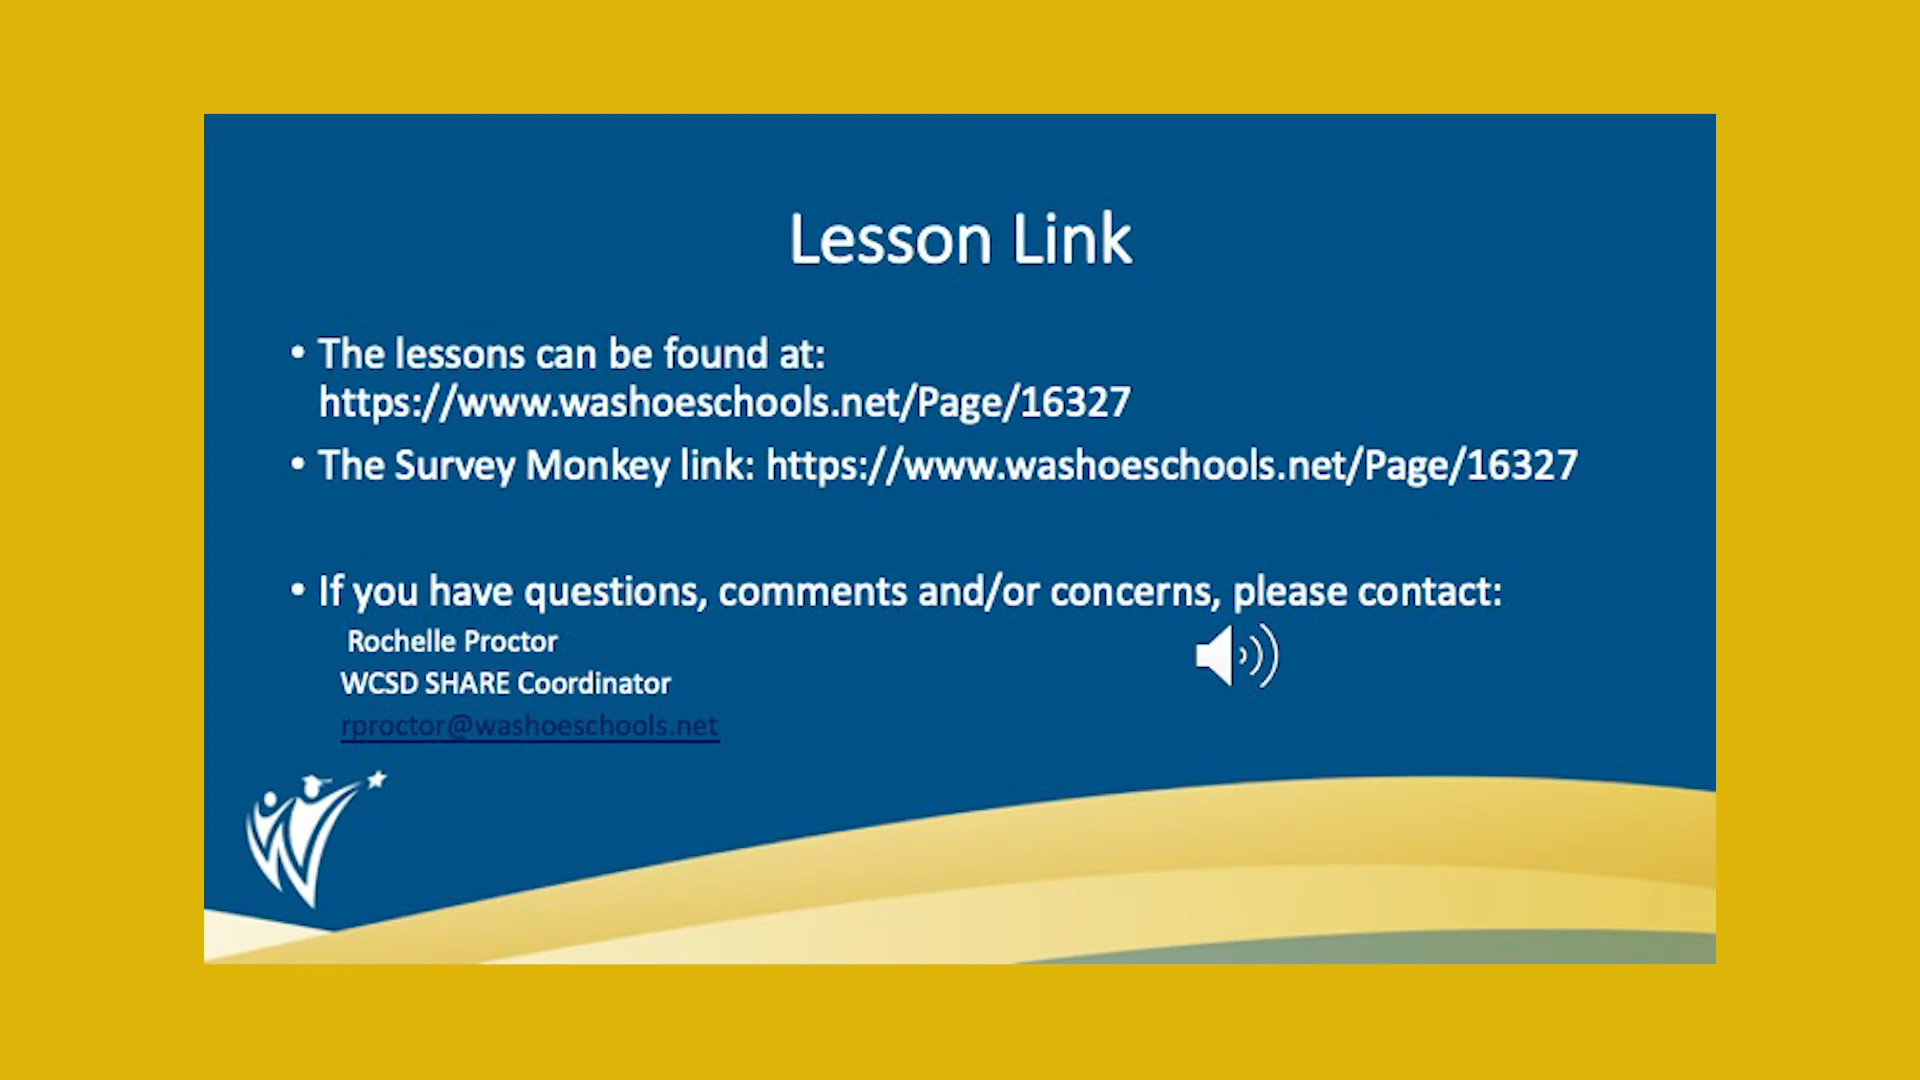 Lesson Link
• The lessons can be found at:
https://www.washoeschools.net/Page/16327
• The Survey Monkey link: https://www.washoeschools.net/Page/16327
• If you have questions, comments and/or concerns, please contact:
Rochelle Proctor
WCSD SHARE Coordinator
rproctor@washoeschools.net